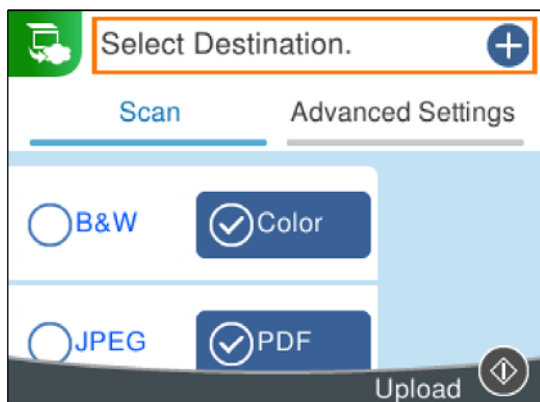 Select Destination.
Scan Advanced Settings
B&W Color
JPEG PDF
Upload